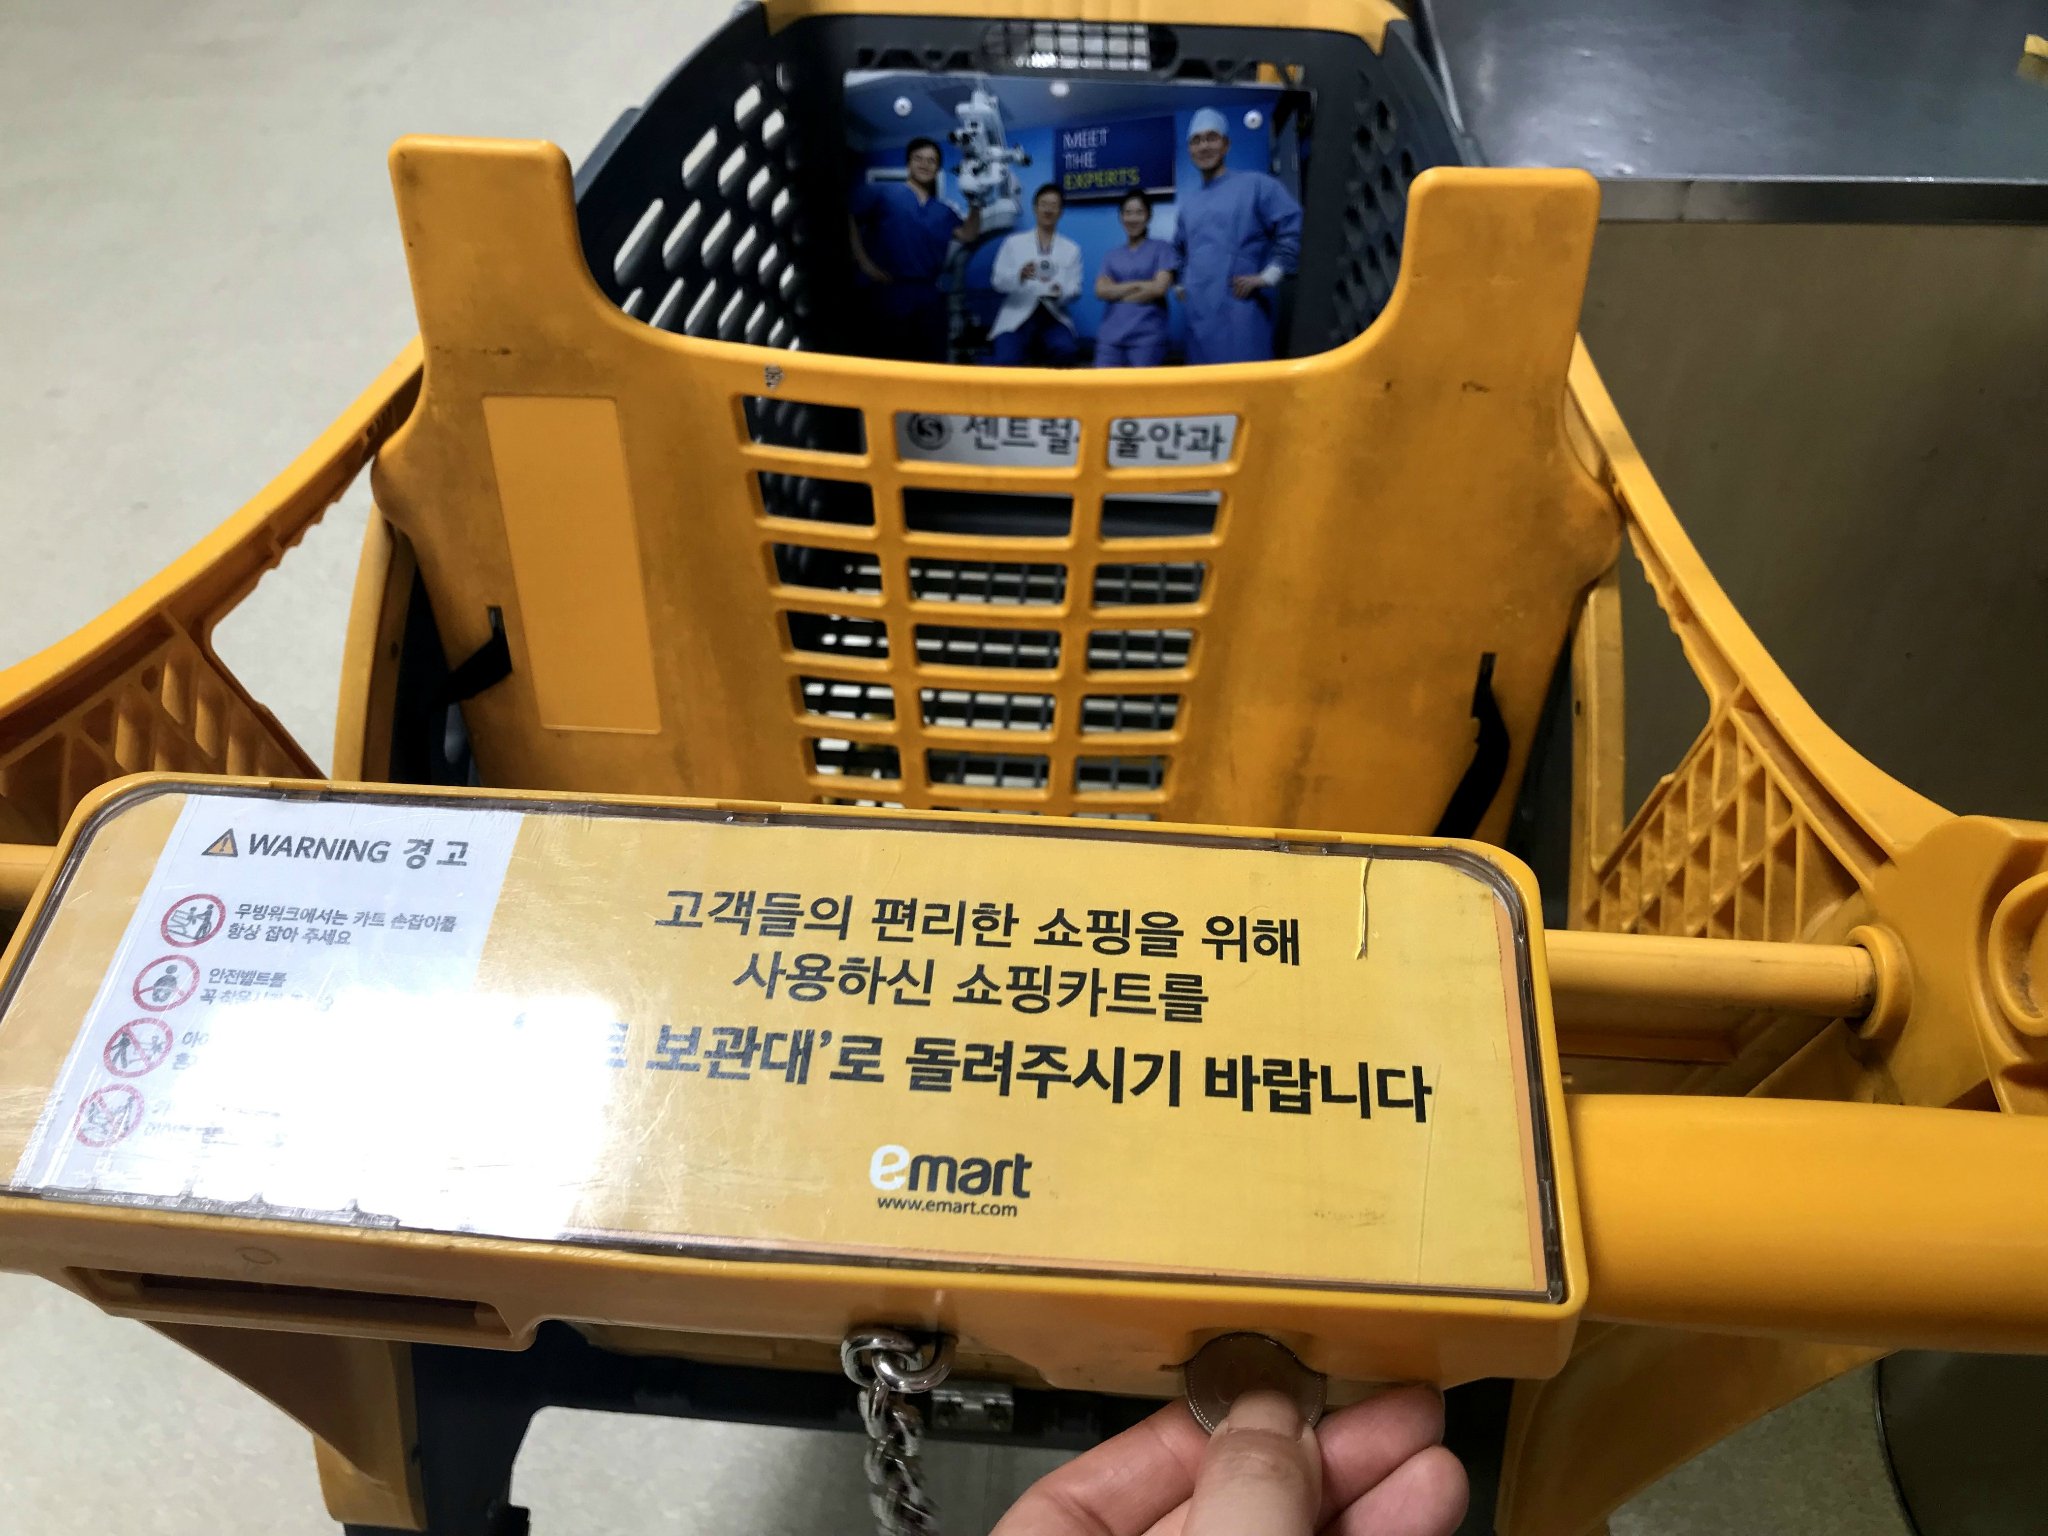 MEET
THE
EXPERTS
센트럴 울안과
WARNING 경고
무빙워크에서는 카트 손잡이를
항상 잡아 주세요
안전벨트를
꼭
고객들의 편리한 쇼핑을 위해
사용하신 쇼핑카트를
보관대’로 돌려주시기 바랍니다
emart
www.emart.com